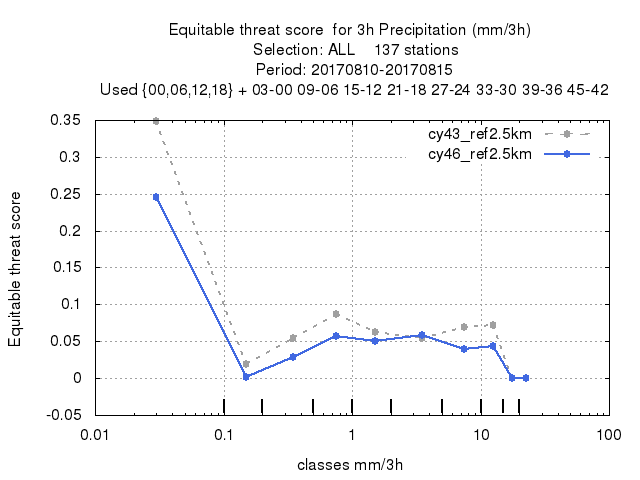 Equitable threat score  for 3h Precipitation (mm/3h)
Selection: ALL    137 stations
Period: 20170810-20170815
Used {00,06,12,18} + 03-00 09-06 15-12 21-18 27-24 33-30 39-36 45-42
cy43_ref2.5km
cy46_ref2.5km
0.35
0.3
0.25
0.2
0.15
0.1
0.05
0
-0.05
Equitable threat score
0.01 0.1 1 10 100
classes mm/3h